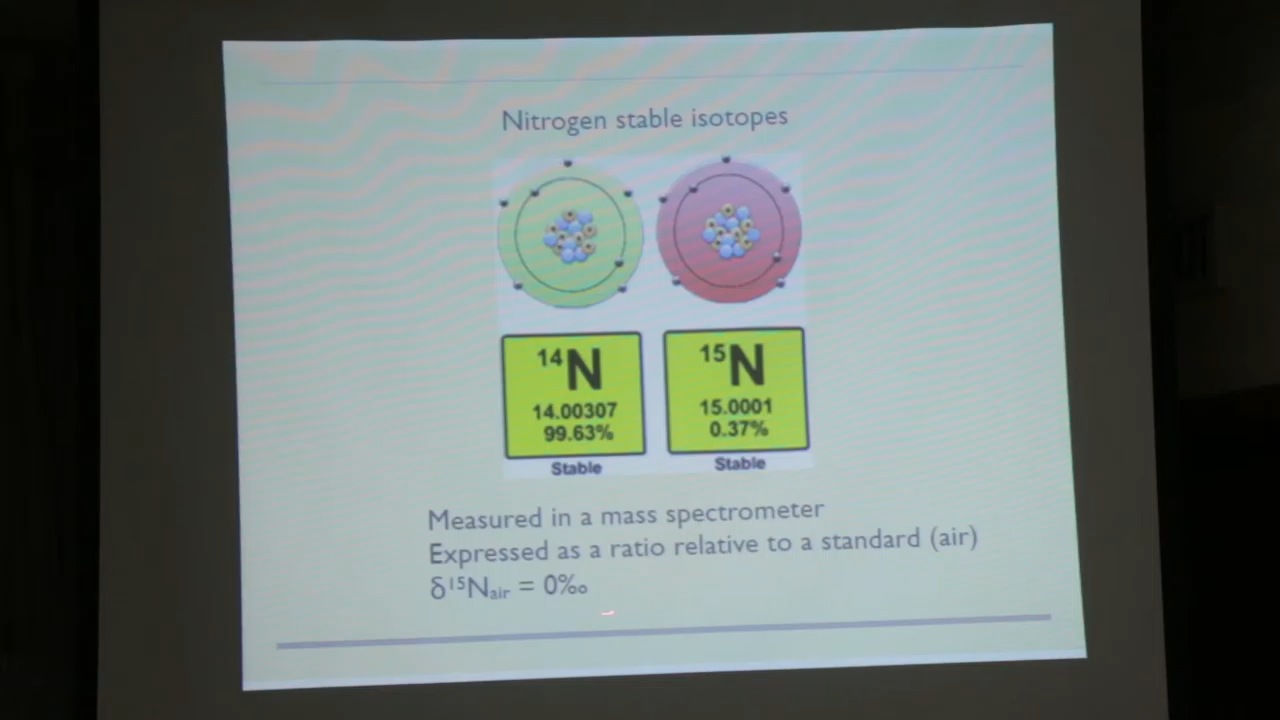 Nitrogen stable isotopes
14N 15N
14.00307 15.0001
99.63% 0.37%
Stable Stable
Measured in a mass spectrometer
Expressed as a ratio relative to a standard (air)
δ¹⁵Nair = 0‰